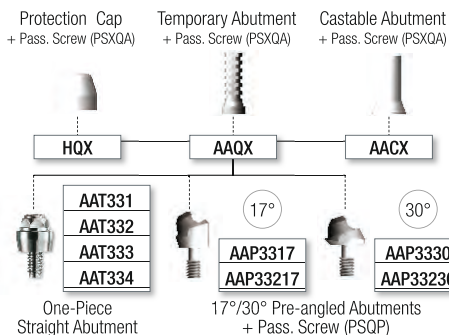 Protection Cap
+ Pass. Screw (PSXQA)
Temporary Abutment
+ Pass. Screw (PSXQA)
Castable Abutment
+ Pass. Screw (PSXQA)
HQX
AAQX
AACX
AAT331
AAT332
AAT333
AAT334
17°
AAP3317
AAP33217
30°
AAP3330
AAP33230
One-Piece
Straight Abutment
17°/30° Pre-angled Abutments
+ Pass. Screw (PSQP)